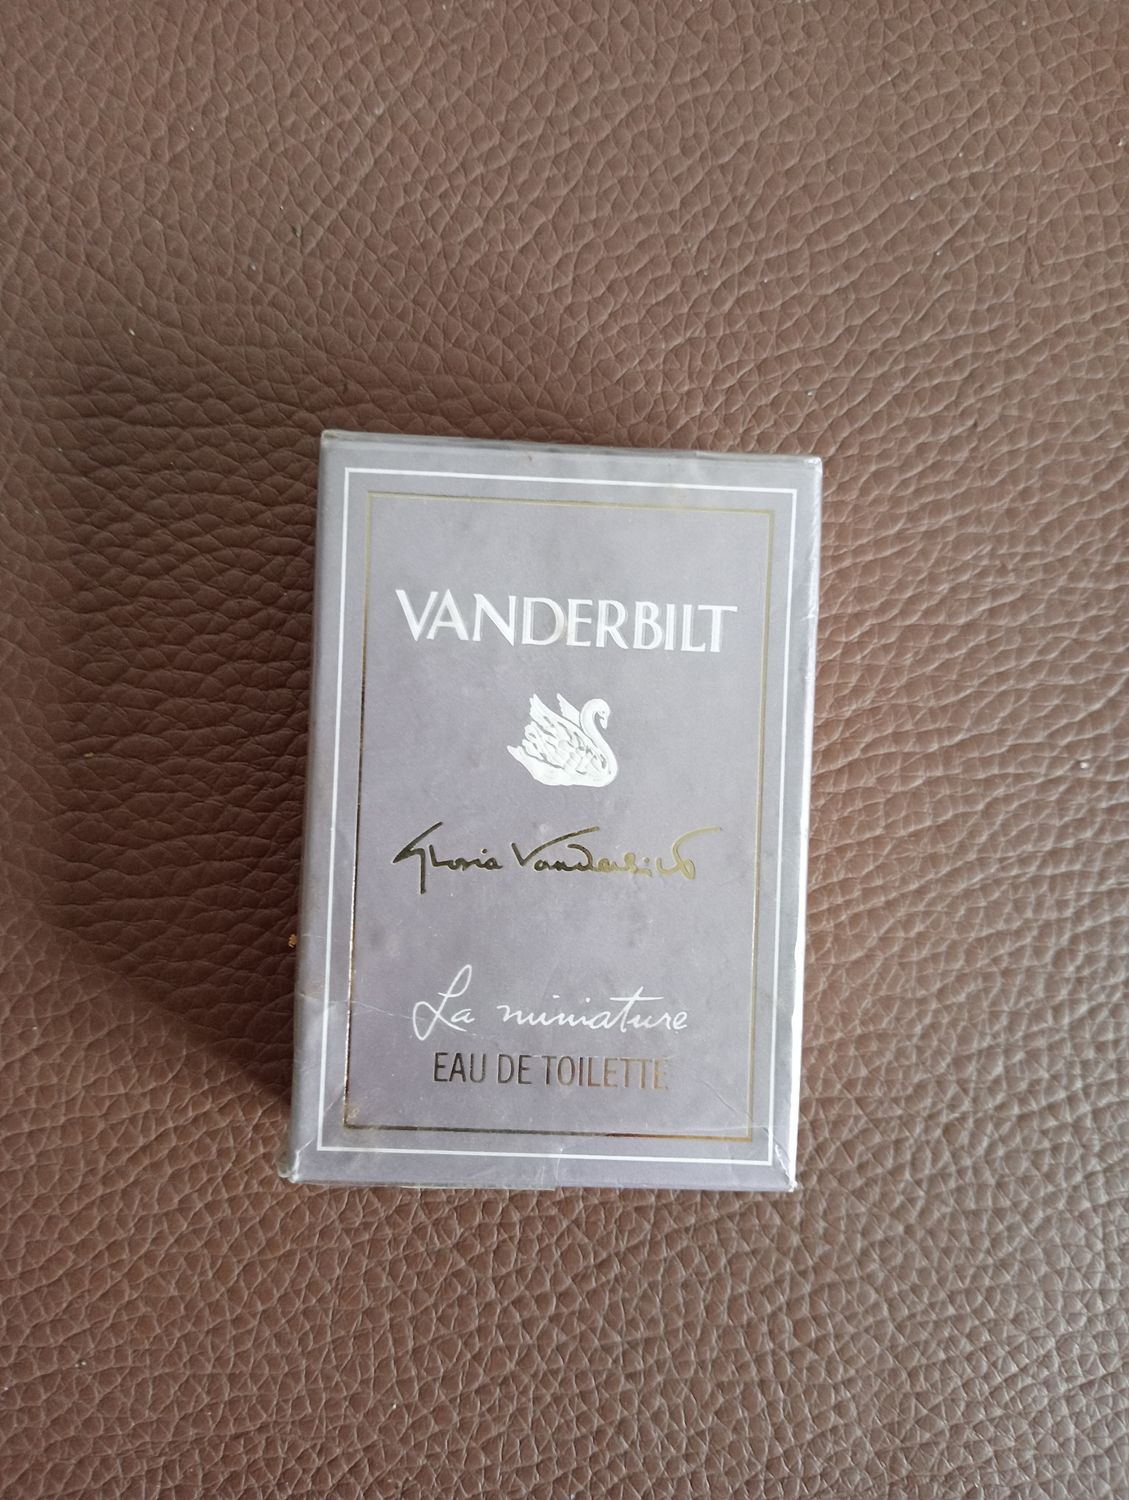 VANDERBILT
Gloria Vanderbilt
La miniature
EAU DE TOILETTE